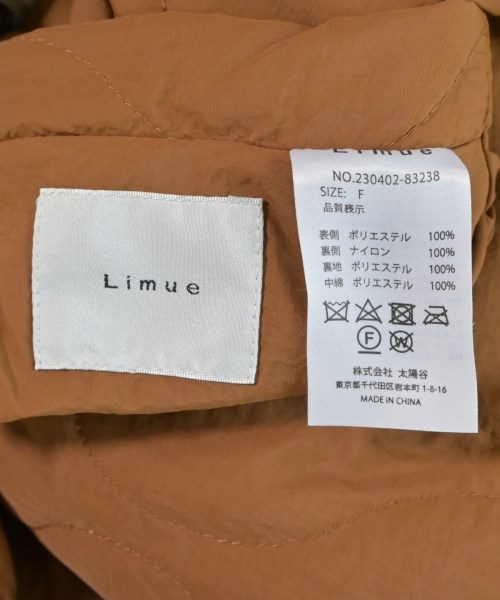 Limue
Limue
NO.230402-83238
SIZE: F
品質表示
表側 ポリエステル 100%
裏側 ナイロン 100%
裏地 ポリエステル 100%
中綿 ポリエステル 100%
F W
株式会社 太陽谷
東京都千代田区岩本町1-8-16
MADE IN CHINA